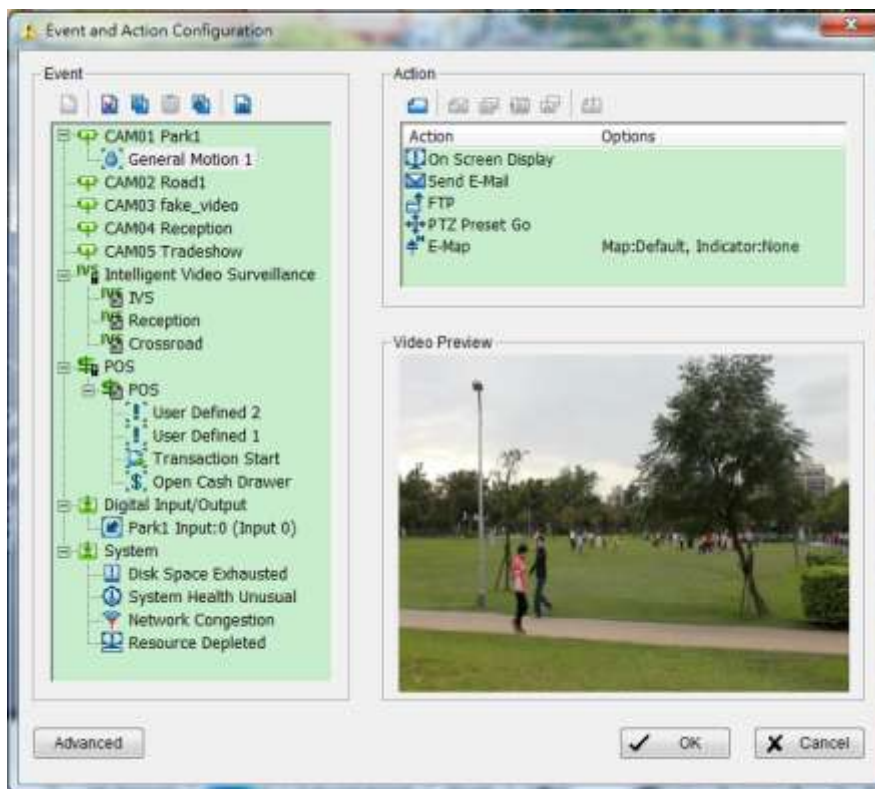 Event and Action Configuration
Event
CAM01 Park1
General Motion 1
CAM02 Road1
CAM03 fake_video
CAM04 Reception
CAM05 Tradeshow
IVS Intelligent Video Surveillance
IVS IVS
IVS Reception
IVS Crossroad
POS
POS
User Defined 2
User Defined 1
Transaction Start
Open Cash Drawer
Digital Input/Output
Park1 Input:0 (Input 0)
System
Disk Space Exhausted
System Health Unusual
Network Congestion
Resource Depleted
Action
Action Options
On Screen Display
Send E-Mail
FTP
PTZ Preset Go
E-Map Map:Default, Indicator:None
Video Preview
Advanced
OK
Cancel